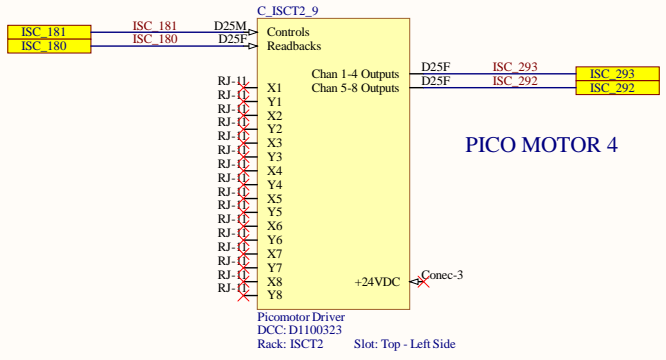 C_ISCT2_9
ISC_181 ISC_181 D25M Controls
ISC_180 ISC_180 D25F Readbacks
Chan 1-4 Outputs D25F ISC_293 ISC_293
Chan 5-8 Outputs D25F ISC_292 ISC_292
PICO MOTOR 4
RJ-11 X1
RJ-11 Y1
RJ-11 X2
RJ-11 Y2
RJ-11 X3
RJ-11 Y3
RJ-11 X4
RJ-11 Y4
RJ-11 X5
RJ-11 Y5
RJ-11 X6
RJ-11 Y6
RJ-11 X7
RJ-11 Y7
RJ-11 X8 +24VDC Conec-3
RJ-11 Y8
Picomotor Driver
DCC: D1100323
Rack: ISCT2 Slot: Top - Left Side